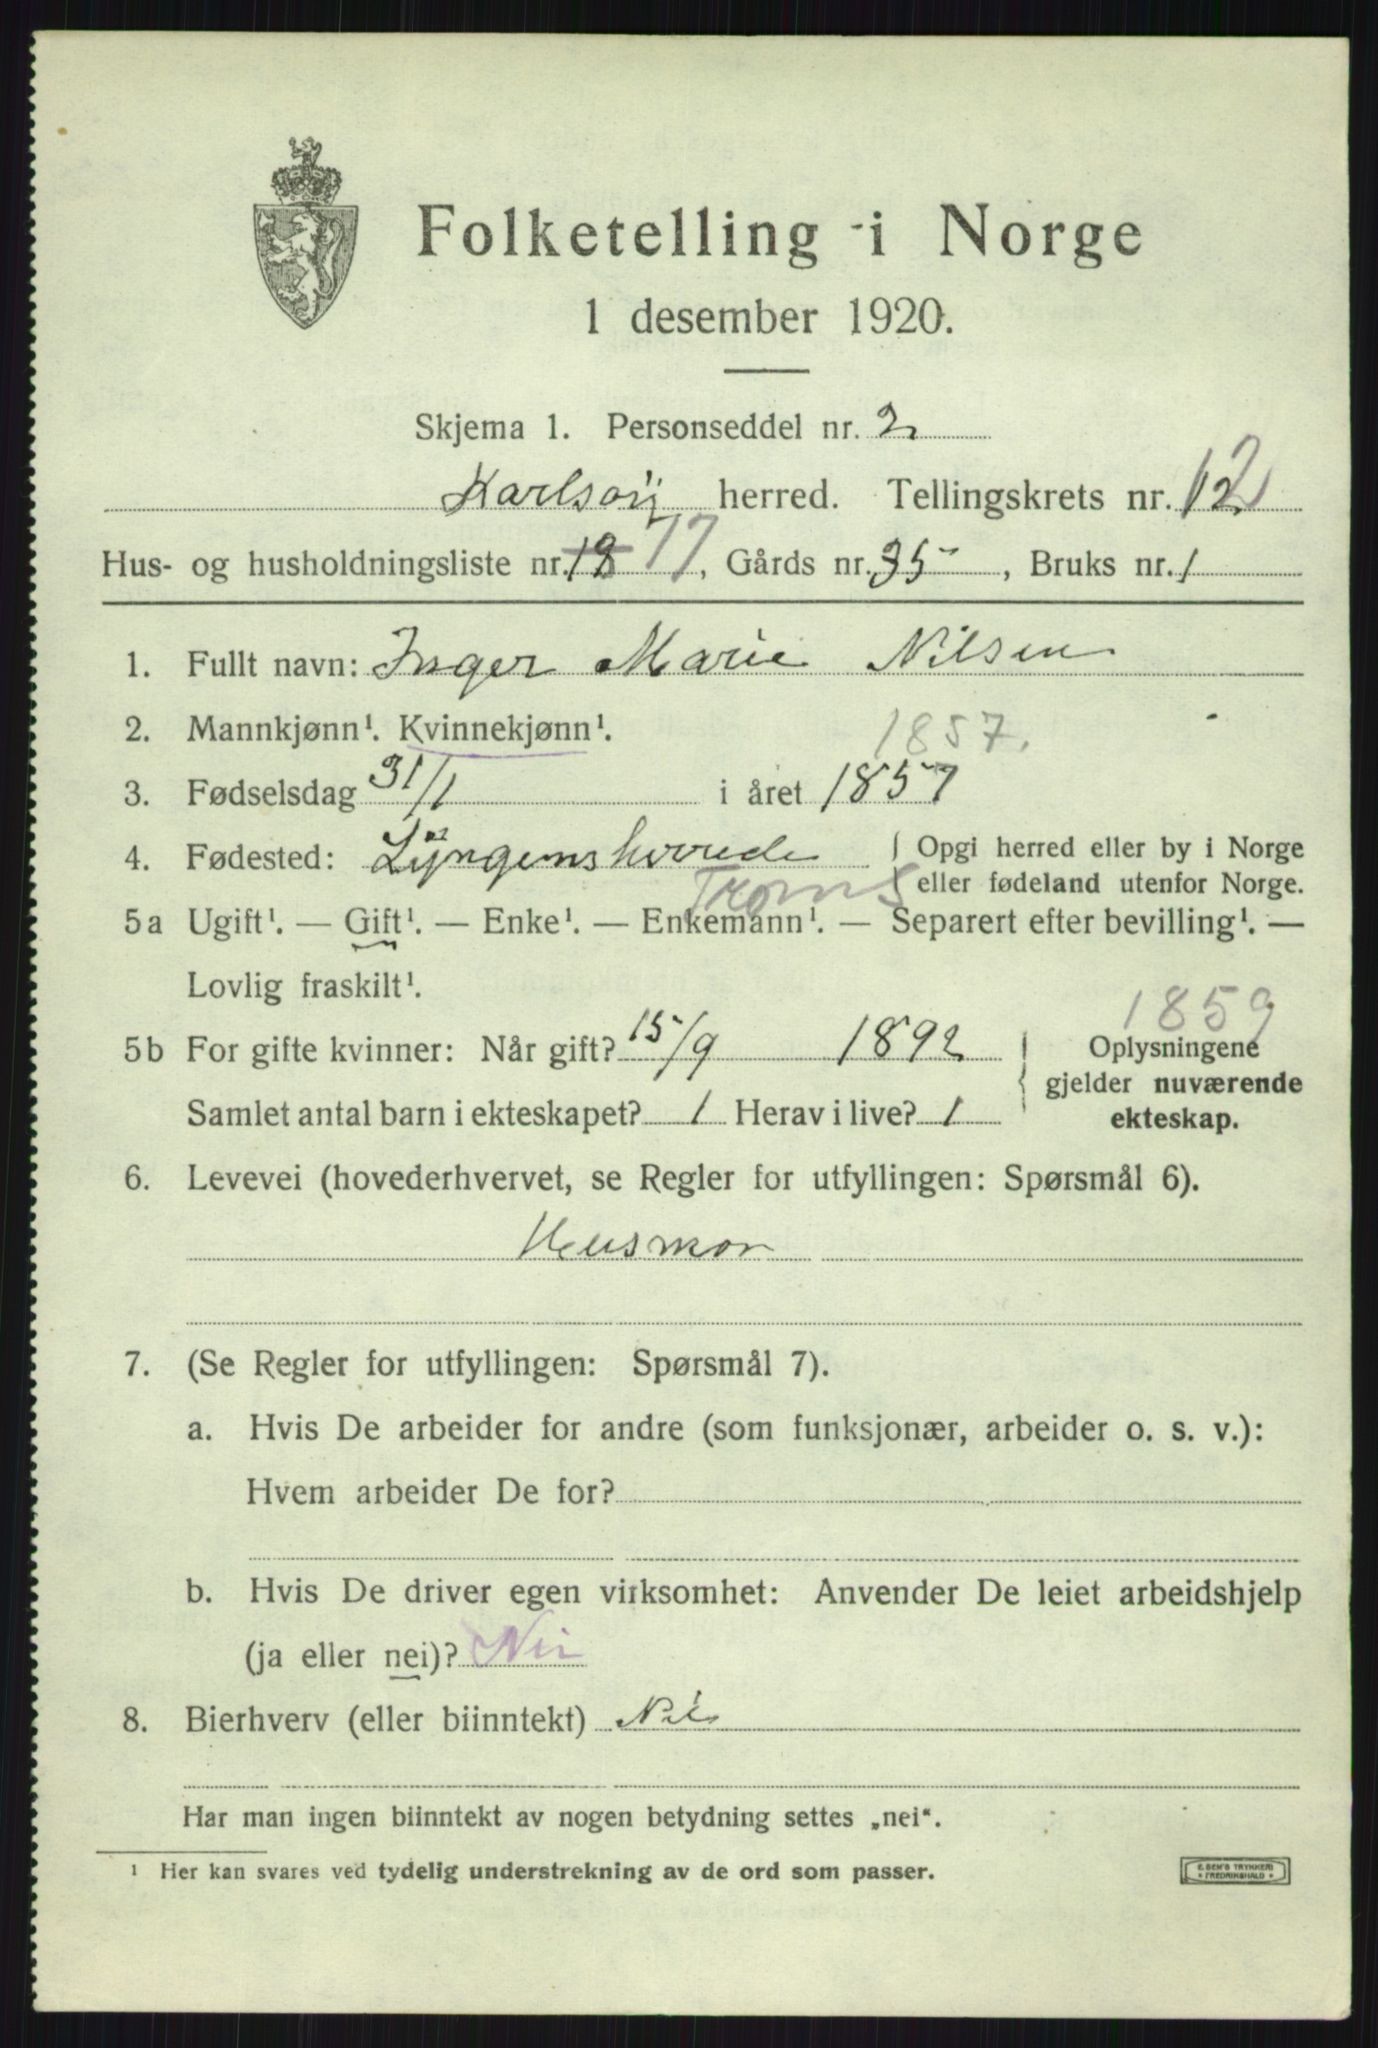 Folketelling i Norge
1 desember 1920.
Skjema 1. Personseddel nr. 2
Karlsøy herred. Tellingskrets nr. 12
Hus- og husholdningsliste nr. 18 17, Gårds nr. 35, Bruks nr. 1
1. Fullt navn: Inger Marie Nilsen
2. Mannkjønn¹. Kvinnekjønn¹.
1857.
3. Fødselsdag 31/1 i året 1857
4. Fødested: Lyngens herrede { Opgi herred eller by i Norge
eller fødeland utenfor Norge.
Troms
5a Ugift¹. — Gift¹. — Enke¹. — Enkemann¹. — Separert efter bevilling¹. —
Lovlig fraskilt¹.
1859
5b For gifte kvinner: Når gift? 15/9 1892 } Oplysningene
gjelder nuværende
Samlet antal barn i ekteskapet? 1 Herav i live? 1 ekteskap.
6. Levevei (hovederhvervet, se Regler for utfyllingen: Spørsmål 6).
Husmor
7. (Se Regler for utfyllingen: Spørsmål 7).
a. Hvis De arbeider for andre (som funksjonær, arbeider o. s. v.):
Hvem arbeider De for?
b. Hvis De driver egen virksomhet: Anvender De leiet arbeidshjelp
(ja eller nei)? Nei
8. Bierhverv (eller biinntekt) Nei
Har man ingen biinntekt av nogen betydning settes „nei“.
¹ Her kan svares ved tydelig understrekning av de ord som passer.
E. SEM'S TRYKKERI
• FREDRIKSHALD •